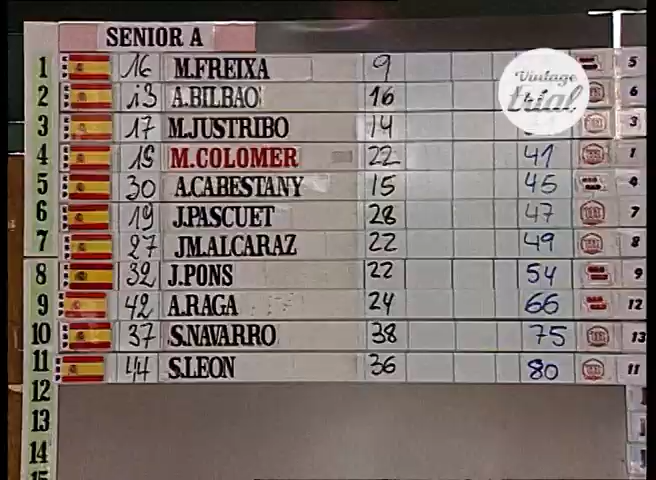 SENIOR A
1 16 M.FREIXA 9 5
Vintage trial
2 13 A.BILBAO 16 6
3 17 M.JUSTRIBO 14 3
4 15 M.COLOMER 22 41 1
5 30 A.CABESTANY 15 45 4
6 19 J.PASCUET 28 47 7
7 27 JM.ALCARAZ 22 49 8
8 32 J.PONS 22 54 9
9 42 A.RAGA 24 66 12
10 37 S.NAVARRO 38 75 13
11 44 S.LEON 36 80 11
12
13
14
15